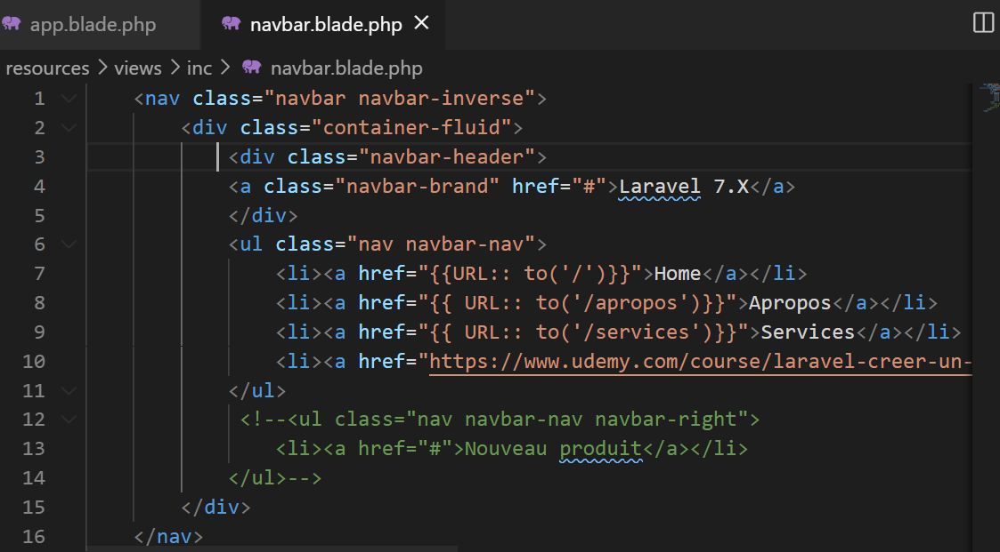 app.blade.php navbar.blade.php
resources > views > inc > navbar.blade.php
1 <nav class="navbar navbar-inverse">
2 <div class="container-fluid">
3 <div class="navbar-header">
4 <a class="navbar-brand" href="#">Laravel 7.X</a>
5 </div>
6 <ul class="nav navbar-nav">
7 <li><a href="{{URL:: to('/')}}">Home</a></li>
8 <li><a href="{{ URL:: to('/apropos')}}">Apropos</a></li>
9 <li><a href="{{ URL:: to('/services')}}">Services</a></li>
10 <li><a href="https://www.udemy.com/course/laravel-creer-un-
11 </ul>
12 <!--<ul class="nav navbar-nav navbar-right">
13 <li><a href="#">Nouveau produit</a></li>
14 </ul>-->
15 </div>
16 </nav>